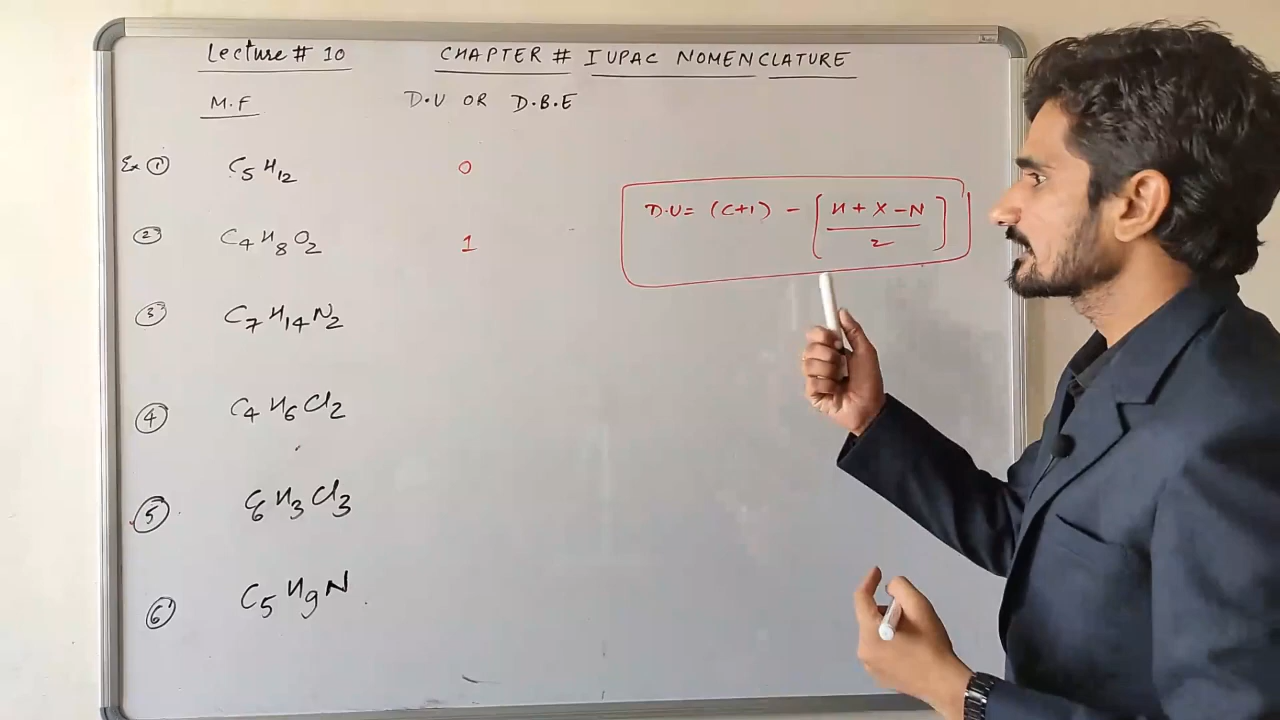 Lecture # 10 CHAPTER # IUPAC NOMENCLATURE
M.F D.U OR D.B.E
Ex ① C5H12 0
② C4H8O2 1
D.U = (C+1) - [H + X - N / 2]
③ C7H14N2
④ C4H6Cl2
⑤ C6H3Cl3
⑥ C5H9N